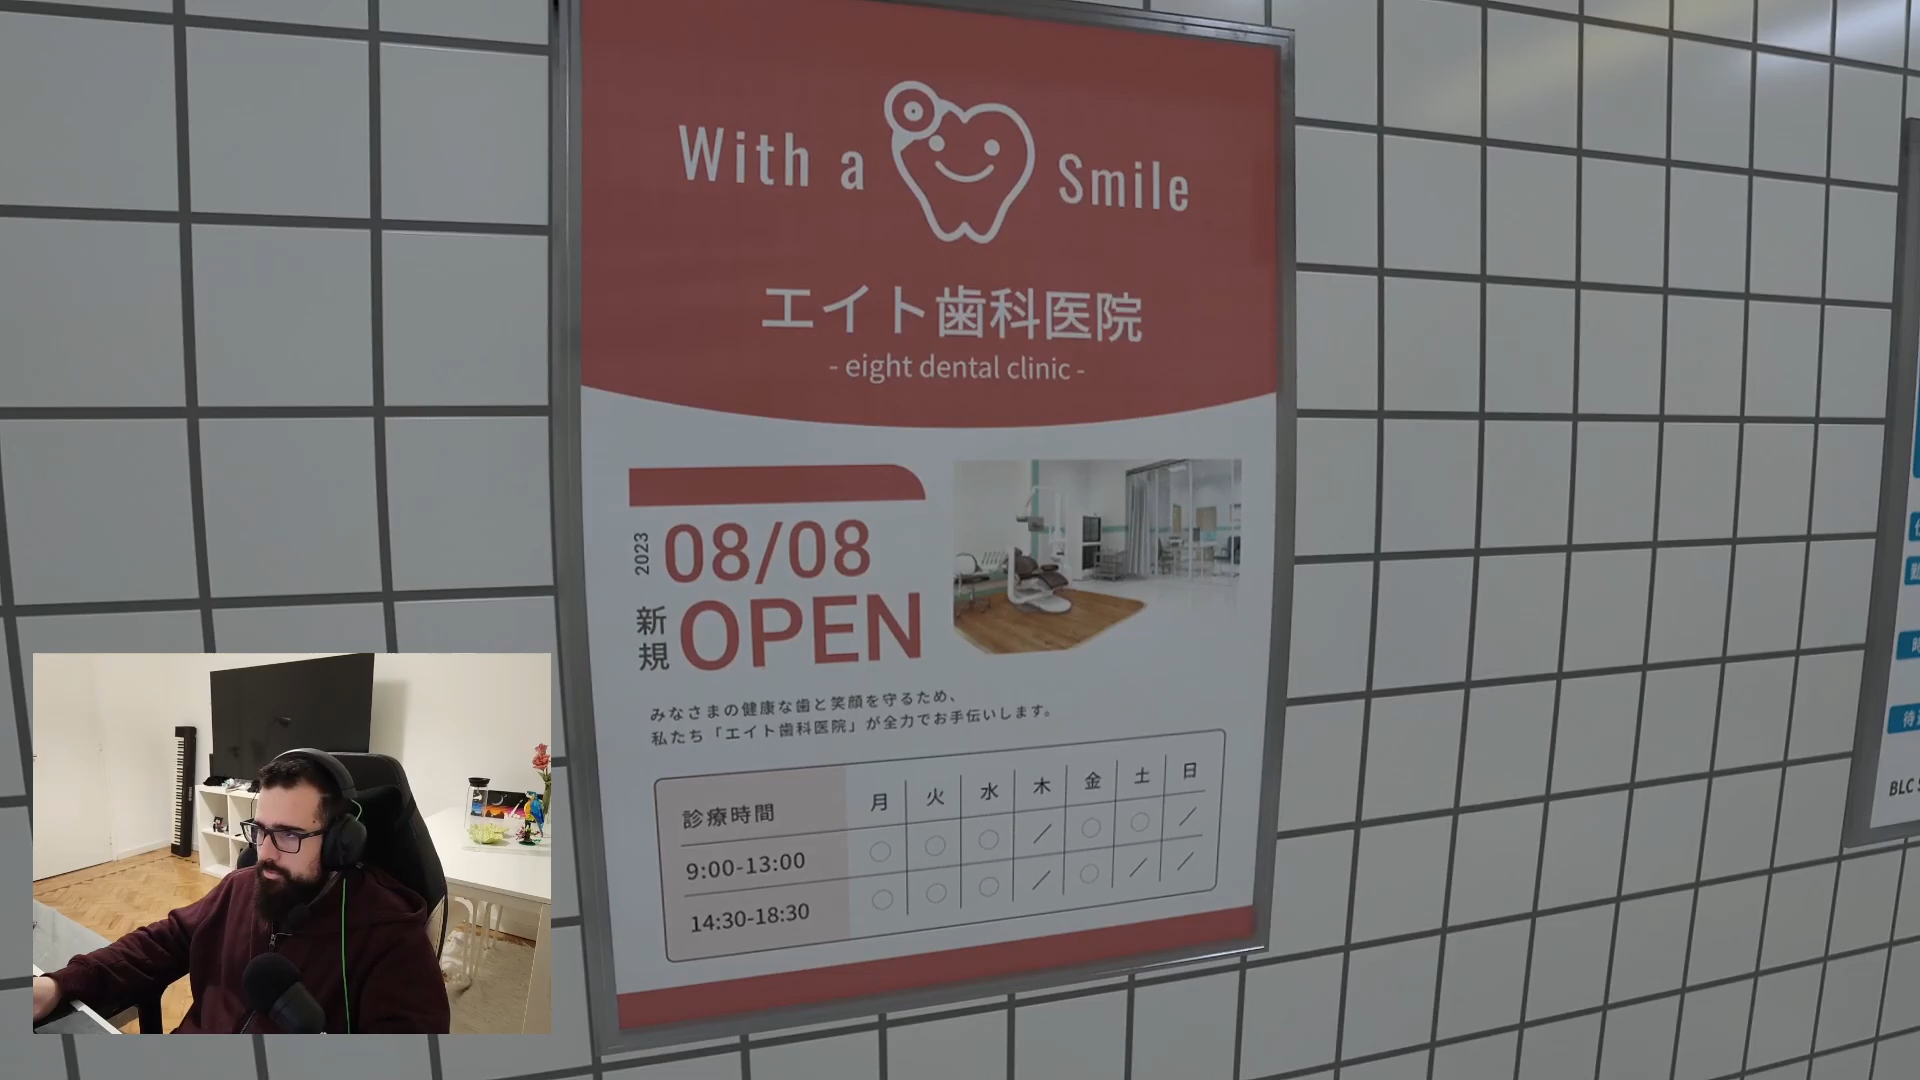 With a Smile
エイト歯科医院
- eight dental clinic -
2023
08/08
新規
OPEN
みなさまの健康な歯と笑顔を守るため、
私たち「エイト歯科医院」が全力でお手伝いします。
診療時間 月 火 水 木 金 土 日
9:00-13:00 ○ ○ ○ ／ ○ ○ ／
14:30-18:30 ○ ○ ○ ／ ○ ／ ／
BLC